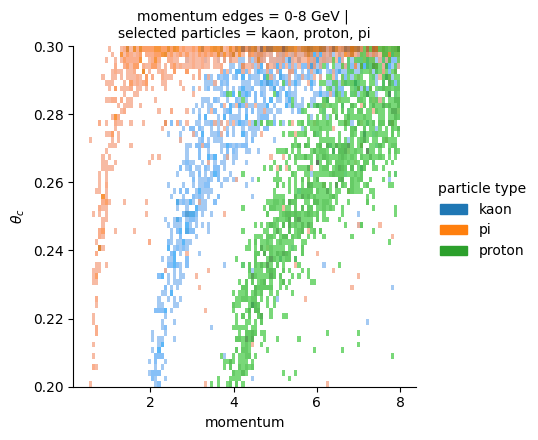 momentum edges = 0-8 GeV |
selected particles = kaon, proton, pi
0.30
0.28
0.26
0.24
0.22
0.20
θc
2
4
6
8
momentum
particle type
kaon
pi
proton